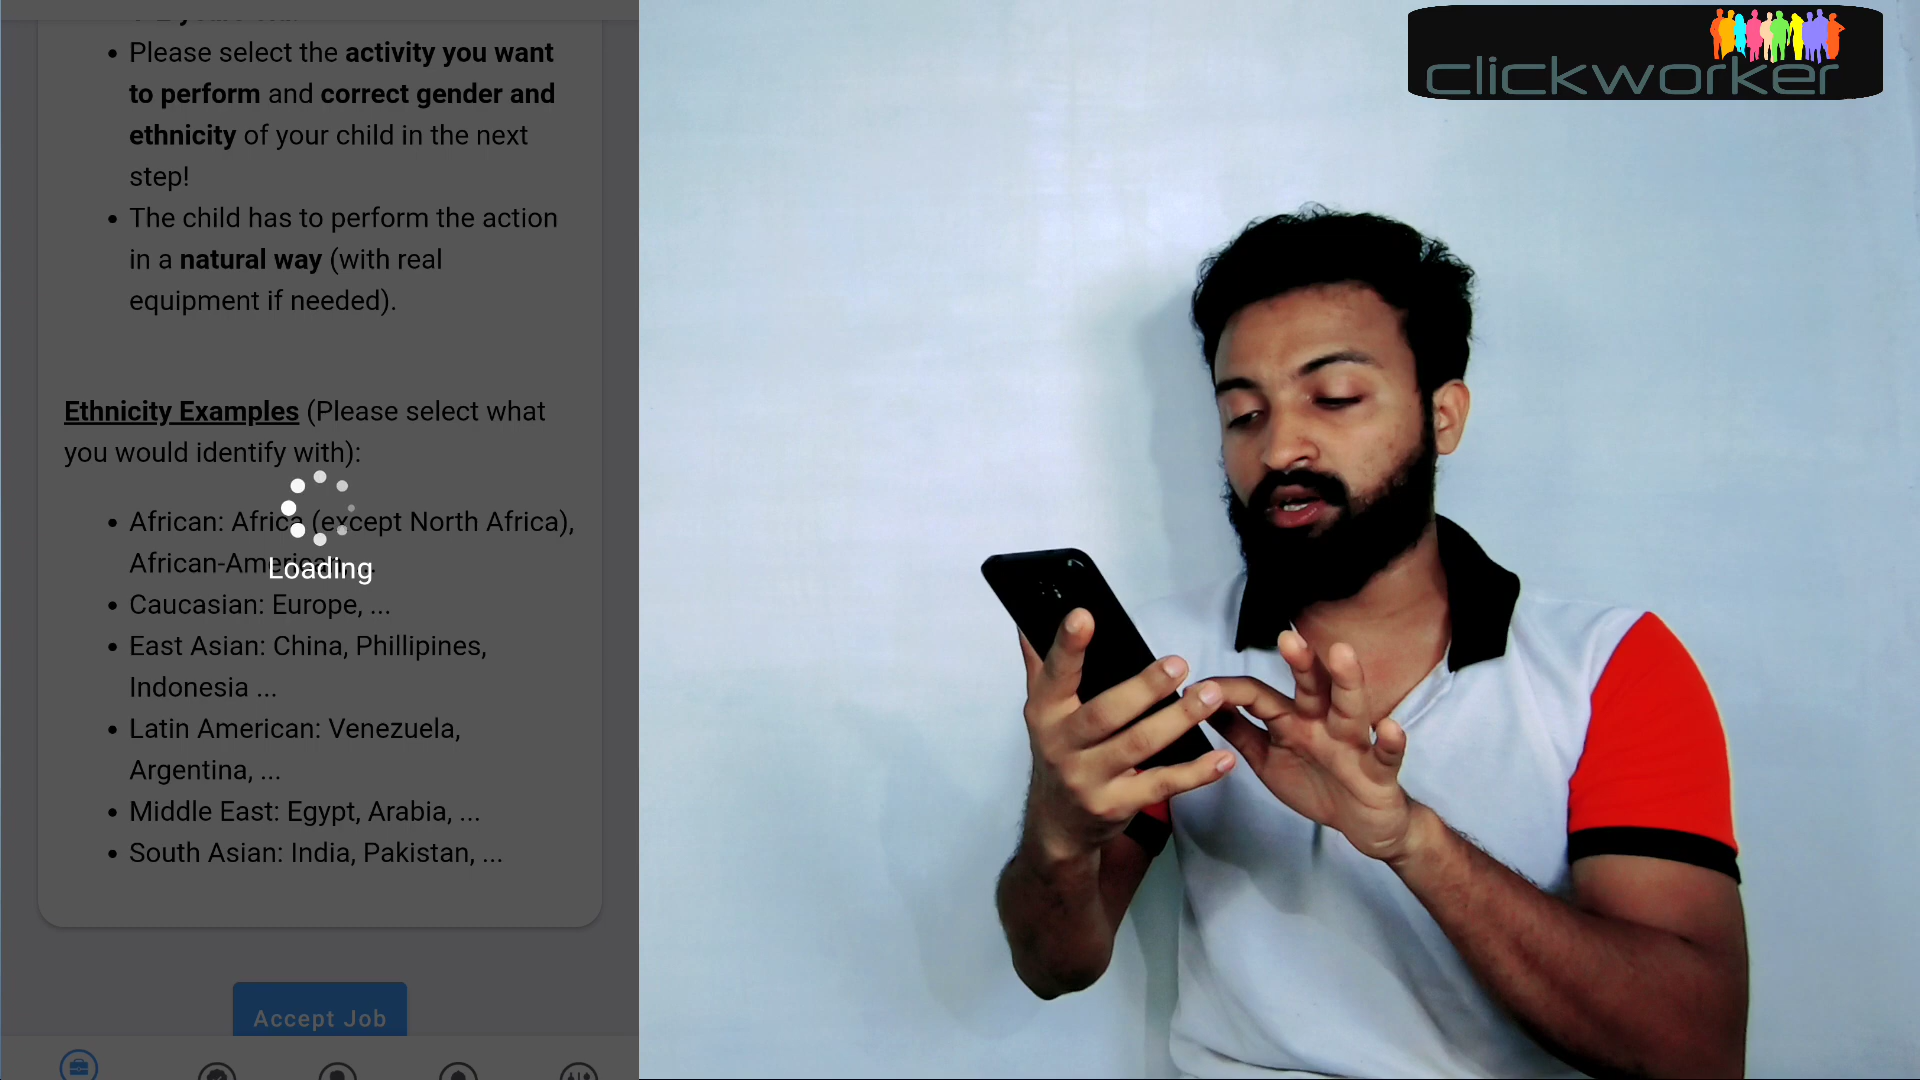 • Please select the activity you want
to perform and correct gender and
ethnicity of your child in the next
step!
• The child has to perform the action
in a natural way (with real
equipment if needed).
Ethnicity Examples (Please select what
you would identify with):
• African: Africa (except North Africa),
African-American, ...
Loading
• Caucasian: Europe, ...
• East Asian: China, Phillipines,
Indonesia ...
• Latin American: Venezuela,
Argentina, ...
• Middle East: Egypt, Arabia, ...
• South Asian: India, Pakistan, ...
Accept Job
clickworker